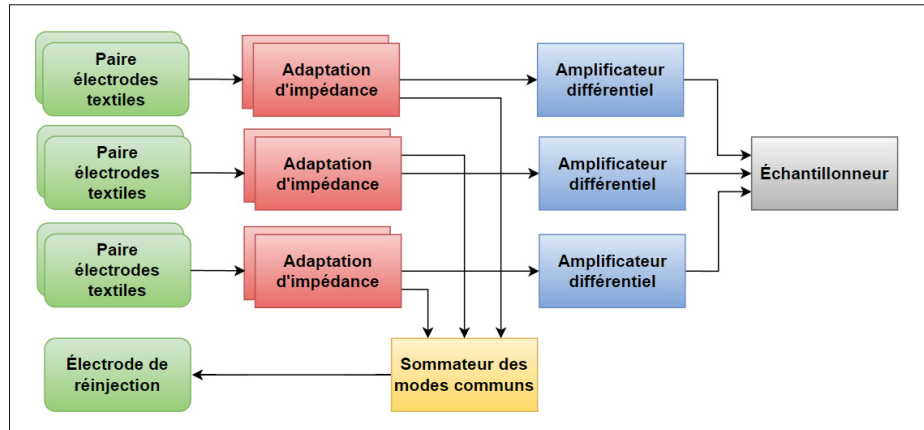 Paire
électrodes
textiles
Adaptation
d'impédance
Amplificateur
différentiel
Paire
électrodes
textiles
Adaptation
d'impédance
Amplificateur
différentiel
Échantillonneur
Paire
électrodes
textiles
Adaptation
d'impédance
Amplificateur
différentiel
Électrode de
réinjection
Sommateur des
modes communs